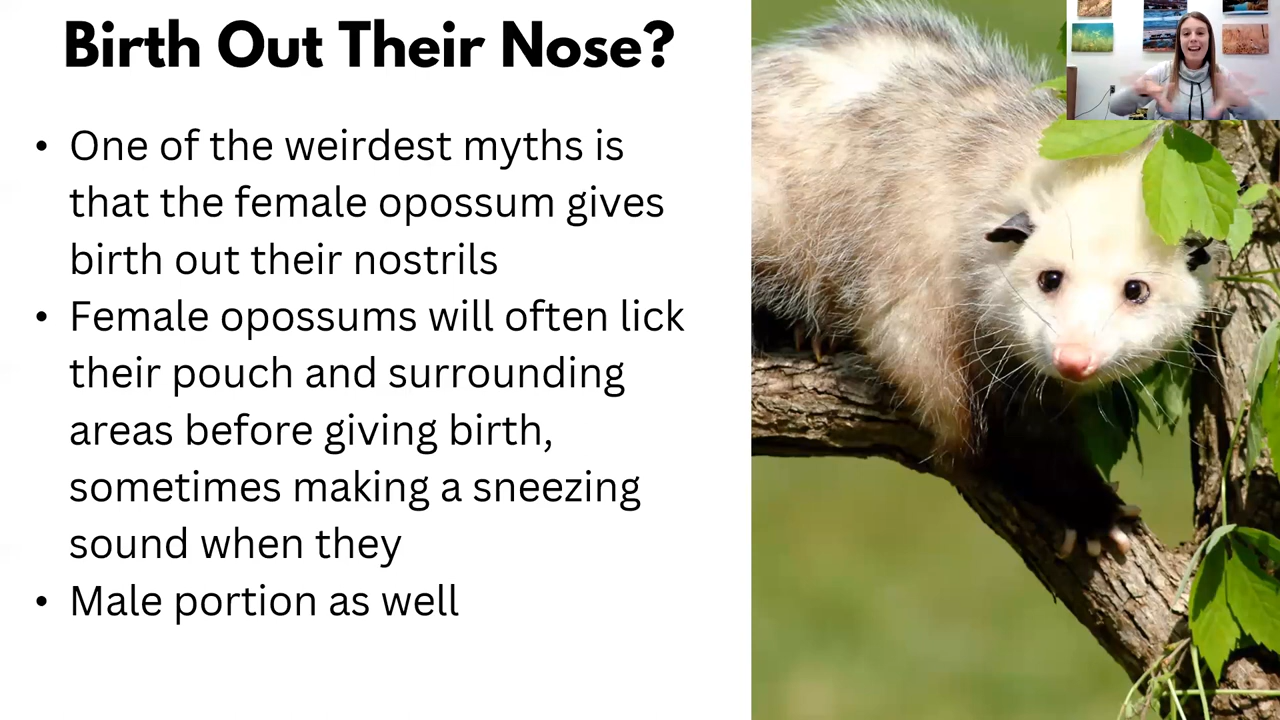 Birth Out Their Nose?
• One of the weirdest myths is
that the female opossum gives
birth out their nostrils
• Female opossums will often lick
their pouch and surrounding
areas before giving birth,
sometimes making a sneezing
sound when they
• Male portion as well